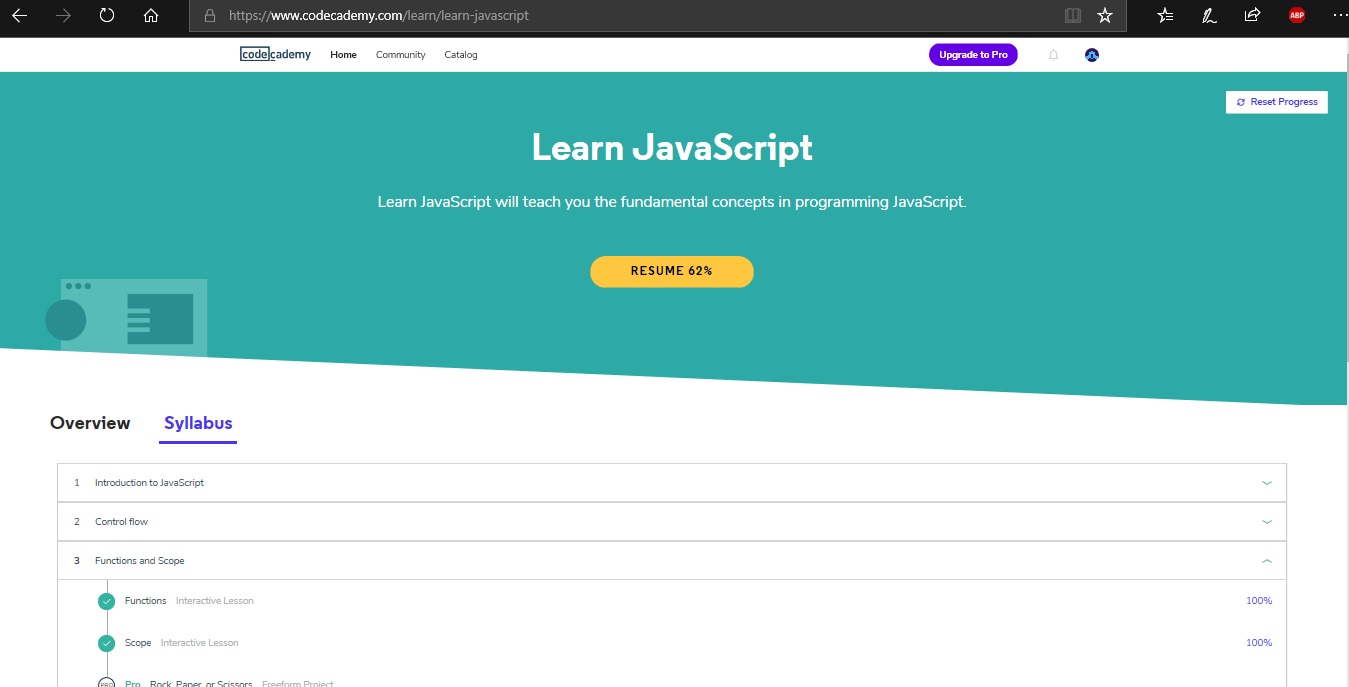 https://www.codecademy.com/learn/learn-javascript
ABP
codecademy Home Community Catalog Upgrade to Pro
Reset Progress
Learn JavaScript
Learn JavaScript will teach you the fundamental concepts in programming JavaScript.
RESUME 62%
Overview Syllabus
1 Introduction to JavaScript
2 Control flow
3 Functions and Scope
Functions Interactive Lesson 100%
Scope Interactive Lesson 100%
PRO Pro Rock, Paper, or Scissors Freeform Project